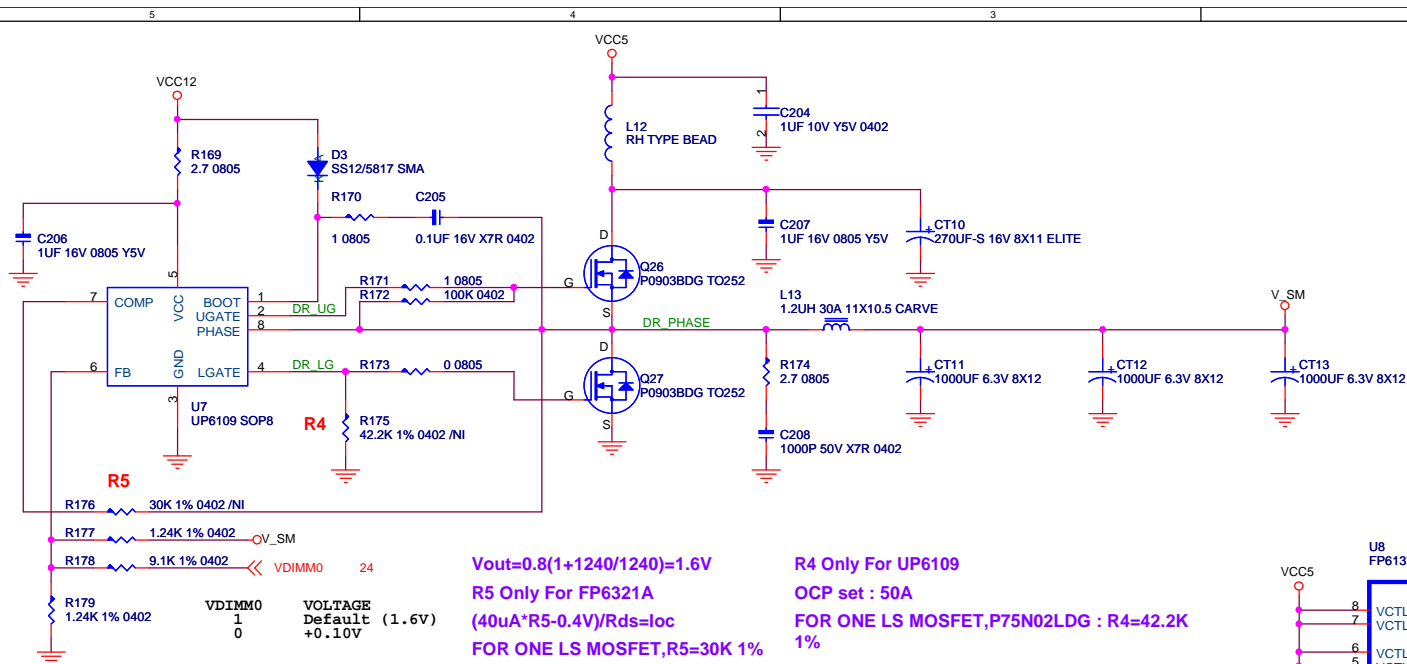 5
4
3
VCC12
VCC5
R169
2.7 0805
D3
SS12/5817 SMA
L12
RH TYPE BEAD
1
C204
1UF 10V Y5V 0402
2
R170
1 0805
C205
0.1UF 16V X7R 0402
C206
1UF 16V 0805 Y5V
C207
1UF 16V 0805 Y5V
CT10
270UF-S 16V 8X11 ELITE
5
7
COMP
VCC
BOOT
1
UGATE
2
DR_UG
PHASE
8
6
FB
GND
LGATE
4
DR_LG
3
U7
UP6109 SOP8
R171
1 0805
R172
100K 0402
D
G
Q26
P0903BDG TO252
S
DR_PHASE
L13
1.2UH 30A 11X10.5 CARVE
V_SM
R173
0 0805
D
G
Q27
P0903BDG TO252
S
R174
2.7 0805
CT11
1000UF 6.3V 8X12
CT12
1000UF 6.3V 8X12
CT13
1000UF 6.3V 8X12
R4
R175
42.2K 1% 0402 /NI
C208
1000P 50V X7R 0402
R5
R176
30K 1% 0402 /NI
R177
1.24K 1% 0402
V_SM
R178
9.1K 1% 0402
VDIMM0
24
R179
1.24K 1% 0402
VDIMM0 VOLTAGE
1 Default (1.6V)
0 +0.10V
Vout=0.8(1+1240/1240)=1.6V
R5 Only For FP6321A
(40uA*R5-0.4V)/Rds=Ioc
FOR ONE LS MOSFET,R5=30K 1%
R4 Only For UP6109
OCP set : 50A
FOR ONE LS MOSFET,P75N02LDG : R4=42.2K
1%
VCC5
U8
FP613
8
VCTL
7
VCTL
6
VCTL
5